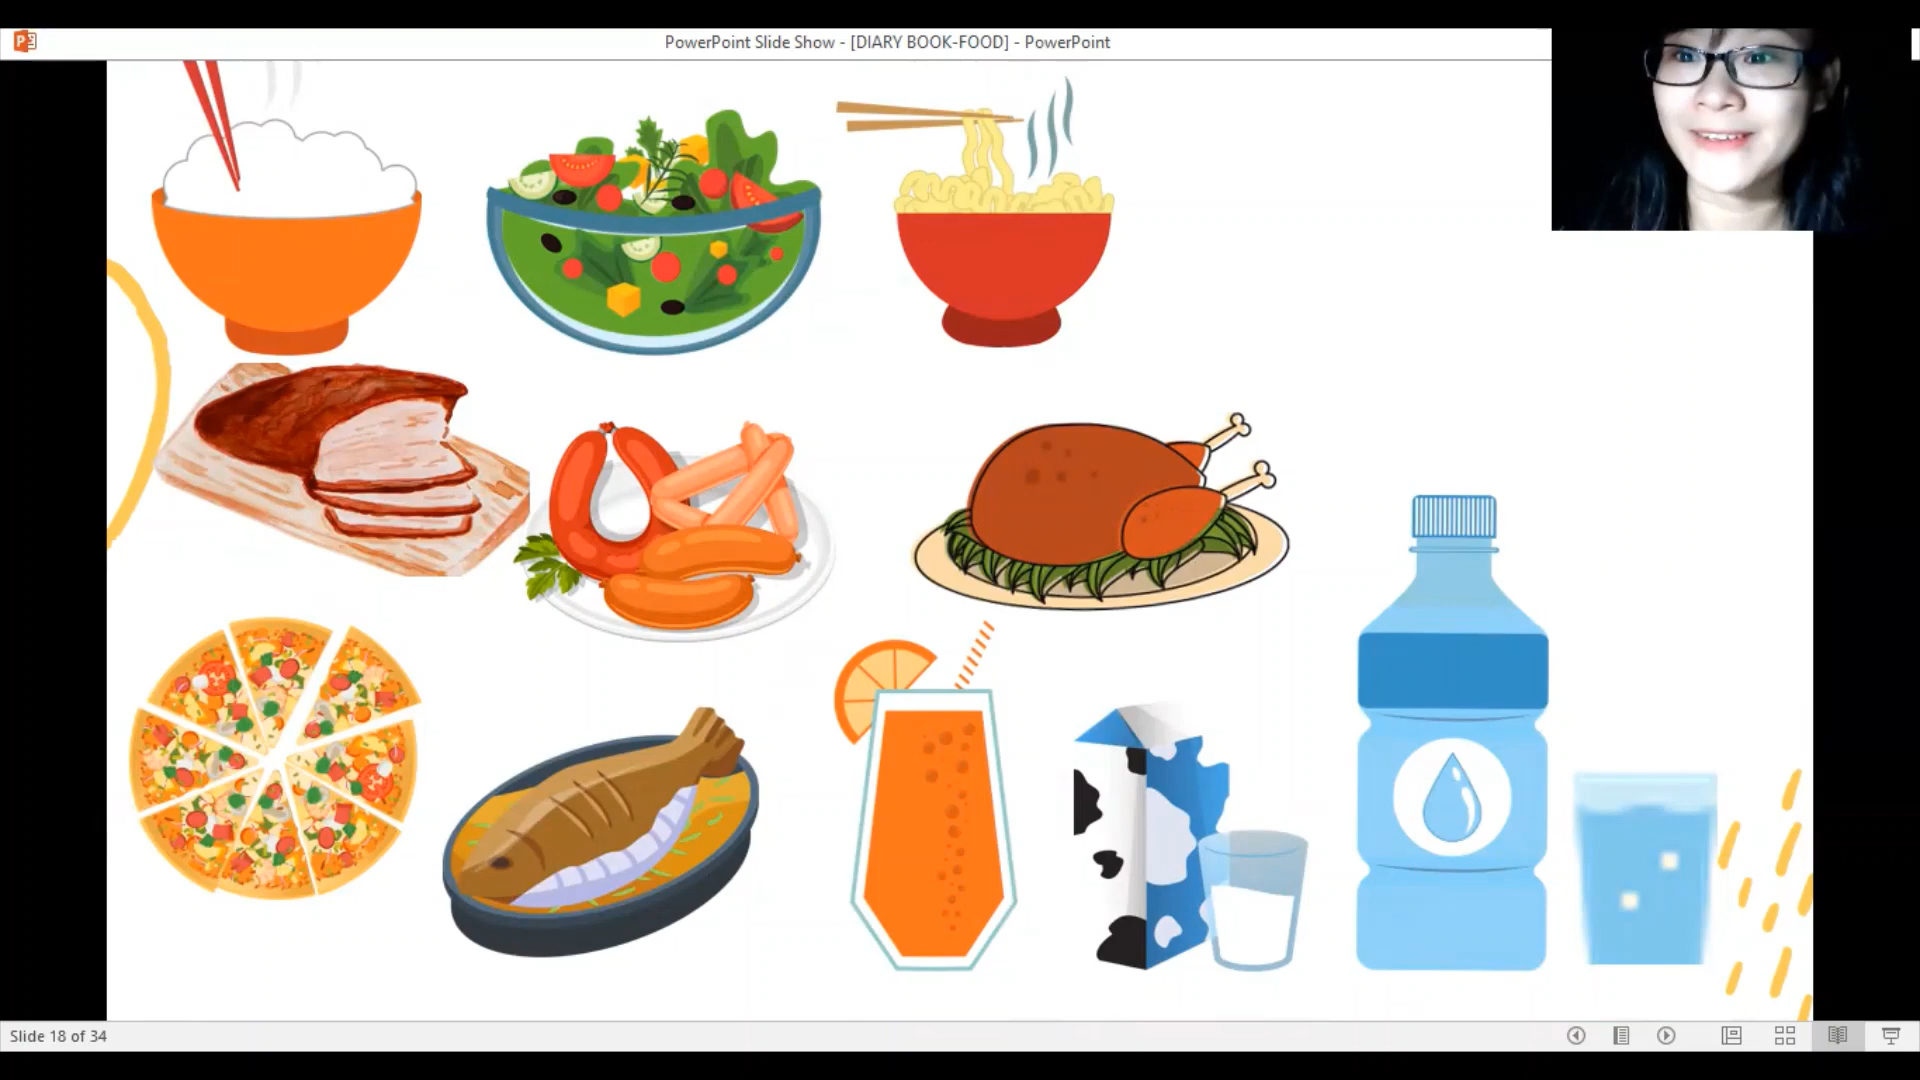 PowerPoint Slide Show - [DIARY BOOK-FOOD] - PowerPoint
Slide 18 of 34